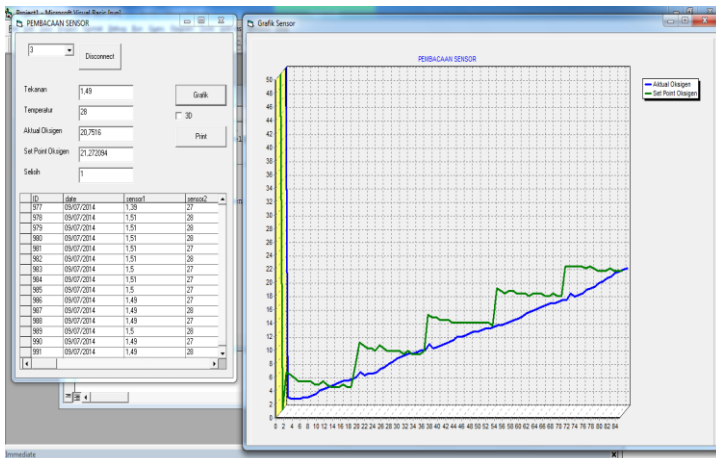 Project1 - Microsoft Visual Basic [run]
PEMBACAAN SENSOR
3
Disconnect
Tekanan
1,49
Grafik
Temperatur
28
3D
Aktual Oksigen
20,7516
Print
Set Point Oksigen
21,272094
Selisih
1
ID date sensor1 sensor2
977 09/07/2014 1,39 27
978 09/07/2014 1,51 28
979 09/07/2014 1,51 28
980 09/07/2014 1,51 28
981 09/07/2014 1,51 27
982 09/07/2014 1,51 28
983 09/07/2014 1,5 27
984 09/07/2014 1,51 27
985 09/07/2014 1,5 27
986 09/07/2014 1,49 27
987 09/07/2014 1,49 28
988 09/07/2014 1,49 27
989 09/07/2014 1,5 28
990 09/07/2014 1,49 27
991 09/07/2014 1,49 28
Grafik Sensor
PEMBACAAN SENSOR
Aktual Oksigen
Set Point Oksigen
50
48
46
44
42
40
38
36
34
32
30
28
26
24
22
20
18
16
14
12
10
8
6
4
2
0
0 2 4 6 8 10 12 14 16 18 20 22 24 26 28 30 32 34 36 38 40 42 44 46 48 50 52 54 56 58 60 62 64 66 68 70 72 74 76 78 80 82 84
Immediate